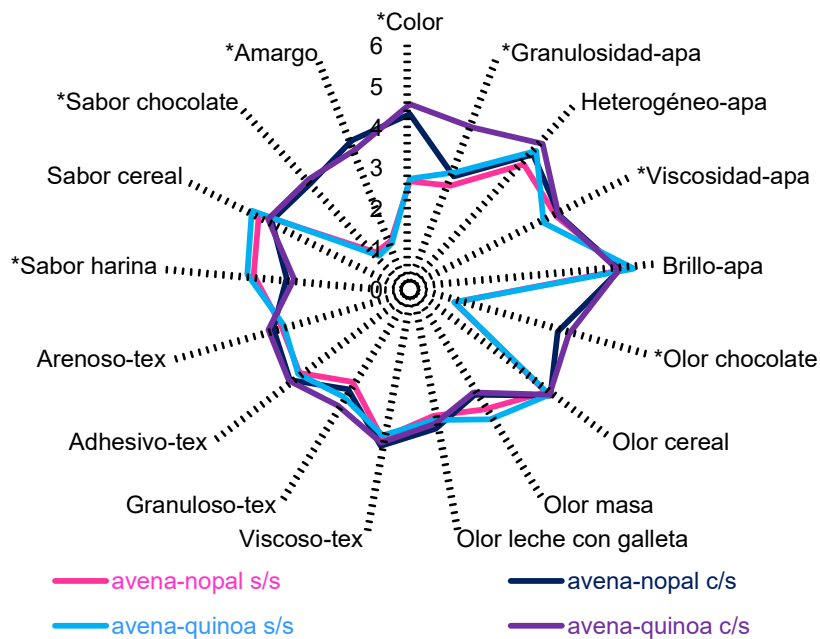 *Color
6
5
4
3
2
1
0
*Granulosidad-apa
Heterogéneo-apa
*Viscosidad-apa
Brillo-apa
*Olor chocolate
Olor cereal
Olor masa
Olor leche con galleta
Viscoso-tex
Granuloso-tex
Adhesivo-tex
Arenoso-tex
*Sabor harina
Sabor cereal
*Sabor chocolate
*Amargo
avena-nopal s/s
avena-nopal c/s
avena-quinoa s/s
avena-quinoa c/s